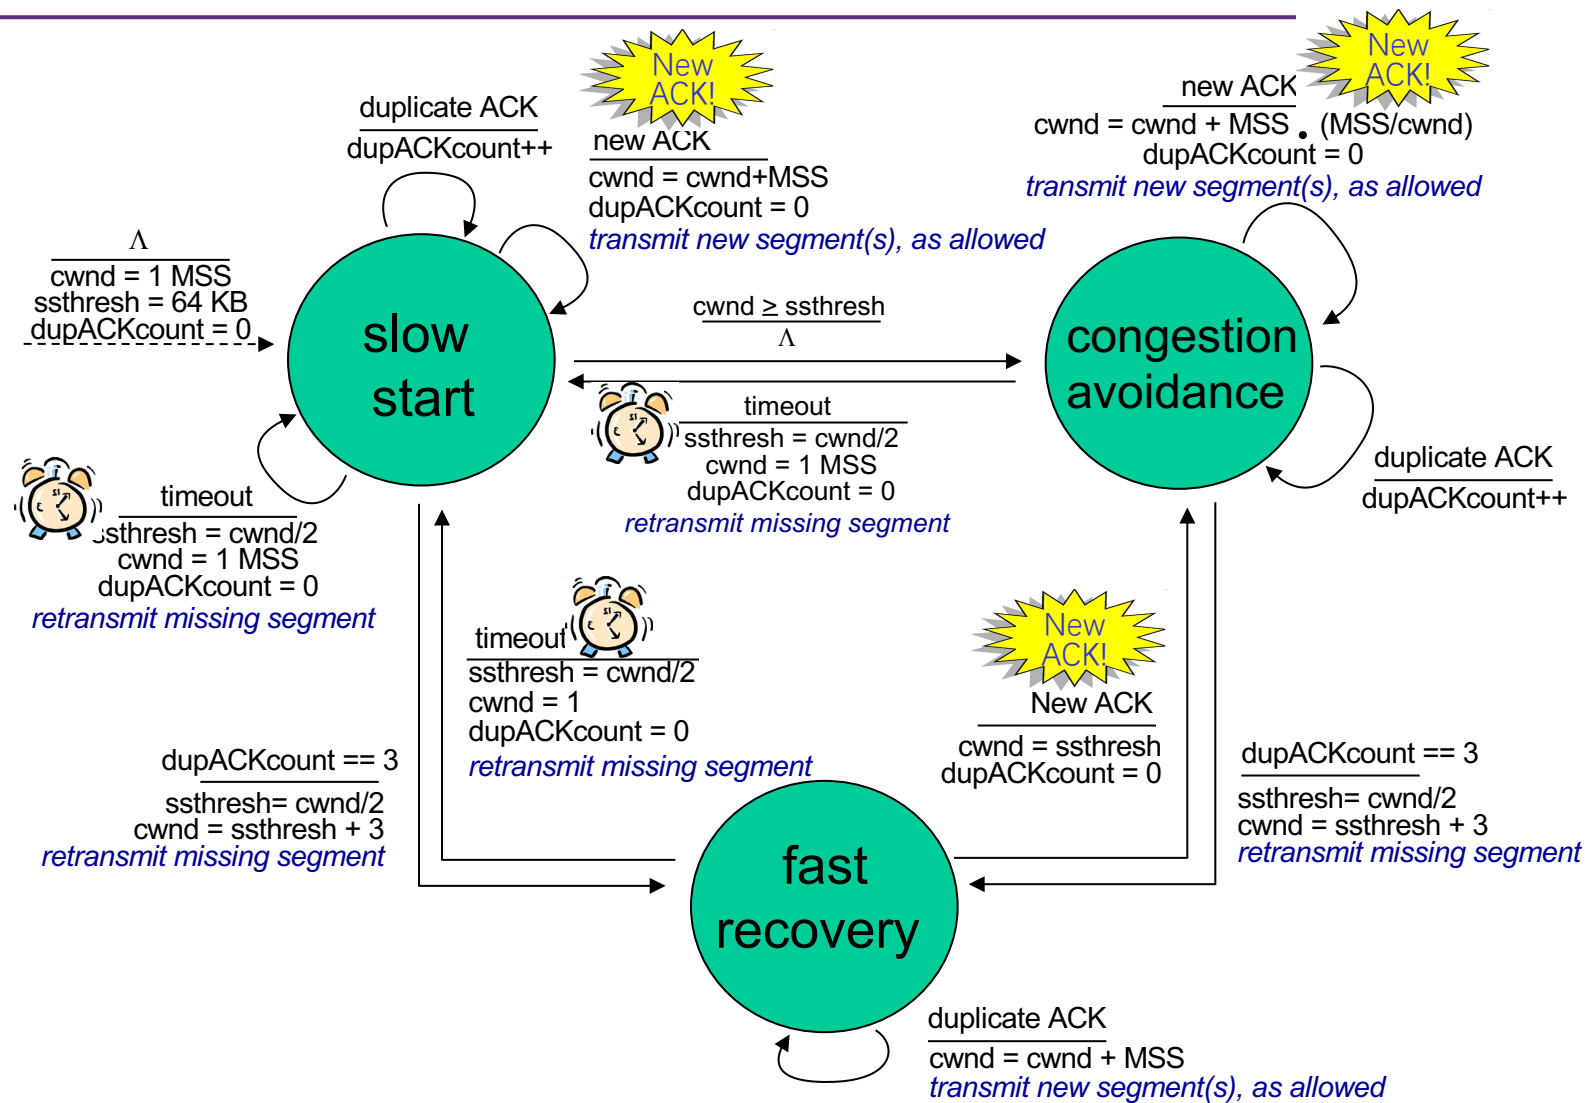 New
ACK!
new ACK
cwnd = cwnd + MSS • (MSS/cwnd)
dupACKcount = 0
transmit new segment(s), as allowed
New
ACK!
new ACK
cwnd = cwnd+MSS
dupACKcount = 0
transmit new segment(s), as allowed
duplicate ACK
dupACKcount++
Λ
cwnd = 1 MSS
ssthresh = 64 KB
dupACKcount = 0
slow
start
cwnd ≥ ssthresh
Λ
congestion
avoidance
timeout
ssthresh = cwnd/2
cwnd = 1 MSS
dupACKcount = 0
retransmit missing segment
duplicate ACK
dupACKcount++
timeout
ssthresh = cwnd/2
cwnd = 1 MSS
dupACKcount = 0
retransmit missing segment
timeout
ssthresh = cwnd/2
cwnd = 1
dupACKcount = 0
retransmit missing segment
New
ACK!
New ACK
cwnd = ssthresh
dupACKcount = 0
dupACKcount == 3
ssthresh= cwnd/2
cwnd = ssthresh + 3
retransmit missing segment
dupACKcount == 3
ssthresh= cwnd/2
cwnd = ssthresh + 3
retransmit missing segment
fast
recovery
duplicate ACK
cwnd = cwnd + MSS
transmit new segment(s), as allowed